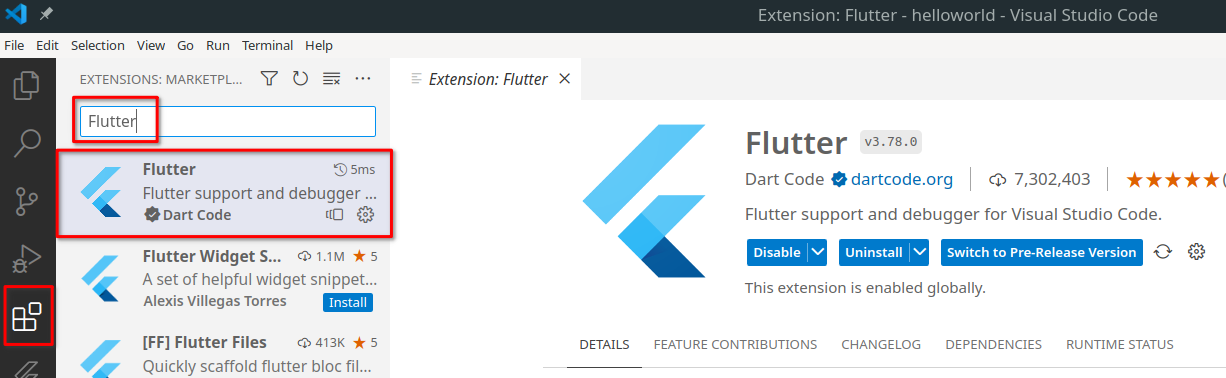 Extension: Flutter - helloworld - Visual Studio Code
File Edit Selection View Go Run Terminal Help
EXTENSIONS: MARKETPL...
Flutter
Flutter 5ms
Flutter support and debugger ...
Dart Code
Flutter Widget S... 1.1M 5
A set of helpful widget snippet...
Alexis Villegas Torres Install
[FF] Flutter Files 413K 5
Quickly scaffold flutter bloc fil...
Extension: Flutter
Flutter v3.78.0
Dart Code dartcode.org 7,302,403 (
Flutter support and debugger for Visual Studio Code.
Disable Uninstall Switch to Pre-Release Version
This extension is enabled globally.
DETAILS FEATURE CONTRIBUTIONS CHANGELOG DEPENDENCIES RUNTIME STATUS